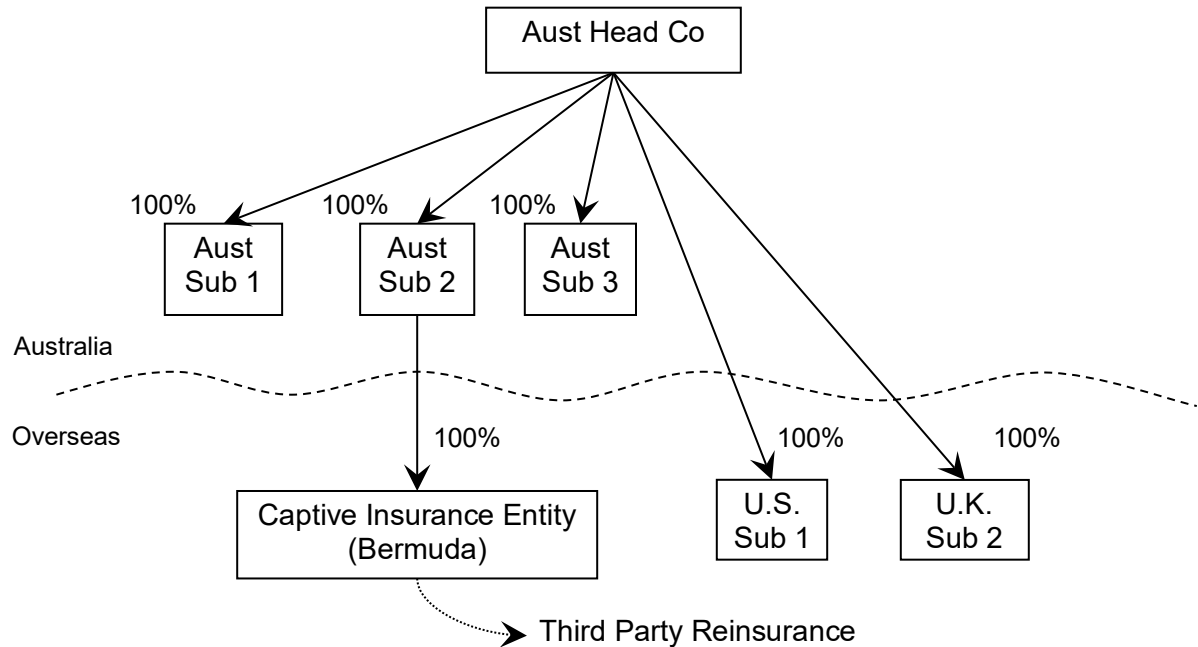 Aust Head Co
100%
100%
100%
Aust
Sub 1
Aust
Sub 2
Aust
Sub 3
Australia
Overseas
100%
100%
100%
Captive Insurance Entity
(Bermuda)
U.S.
Sub 1
U.K.
Sub 2
Third Party Reinsurance